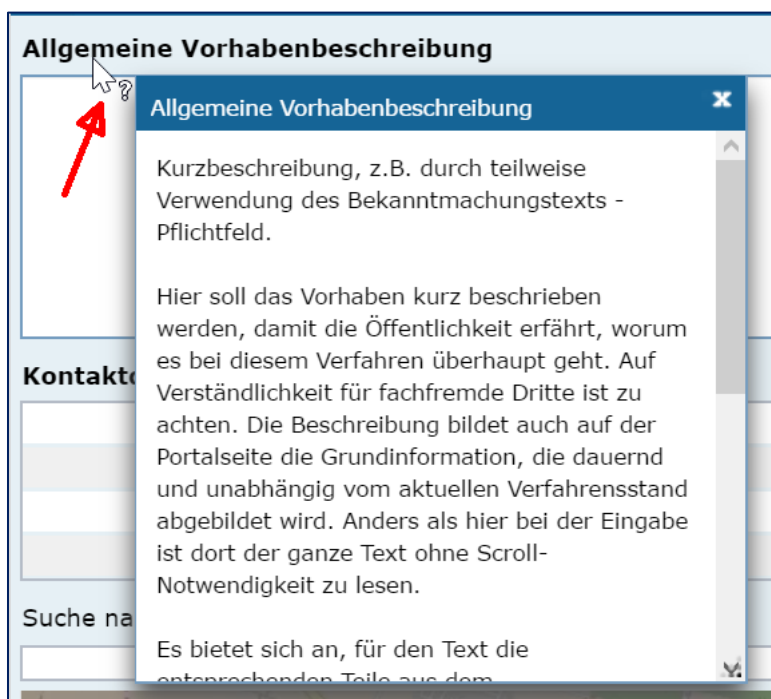 Allgemeine Vorhabenbeschreibung
Allgemeine Vorhabenbeschreibung
Kurzbeschreibung, z.B. durch teilweise
Verwendung des Bekanntmachungstexts -
Pflichtfeld.
Hier soll das Vorhaben kurz beschrieben
werden, damit die Öffentlichkeit erfährt, worum
es bei diesem Verfahren überhaupt geht. Auf
Verständlichkeit für fachfremde Dritte ist zu
achten. Die Beschreibung bildet auch auf der
Portalseite die Grundinformation, die dauernd
und unabhängig vom aktuellen Verfahrensstand
abgebildet wird. Anders als hier bei der Eingabe
ist dort der ganze Text ohne Scroll-
Notwendigkeit zu lesen.
Es bietet sich an, für den Text die
entsprechenden Teile aus dem
Kontakt
Suche na